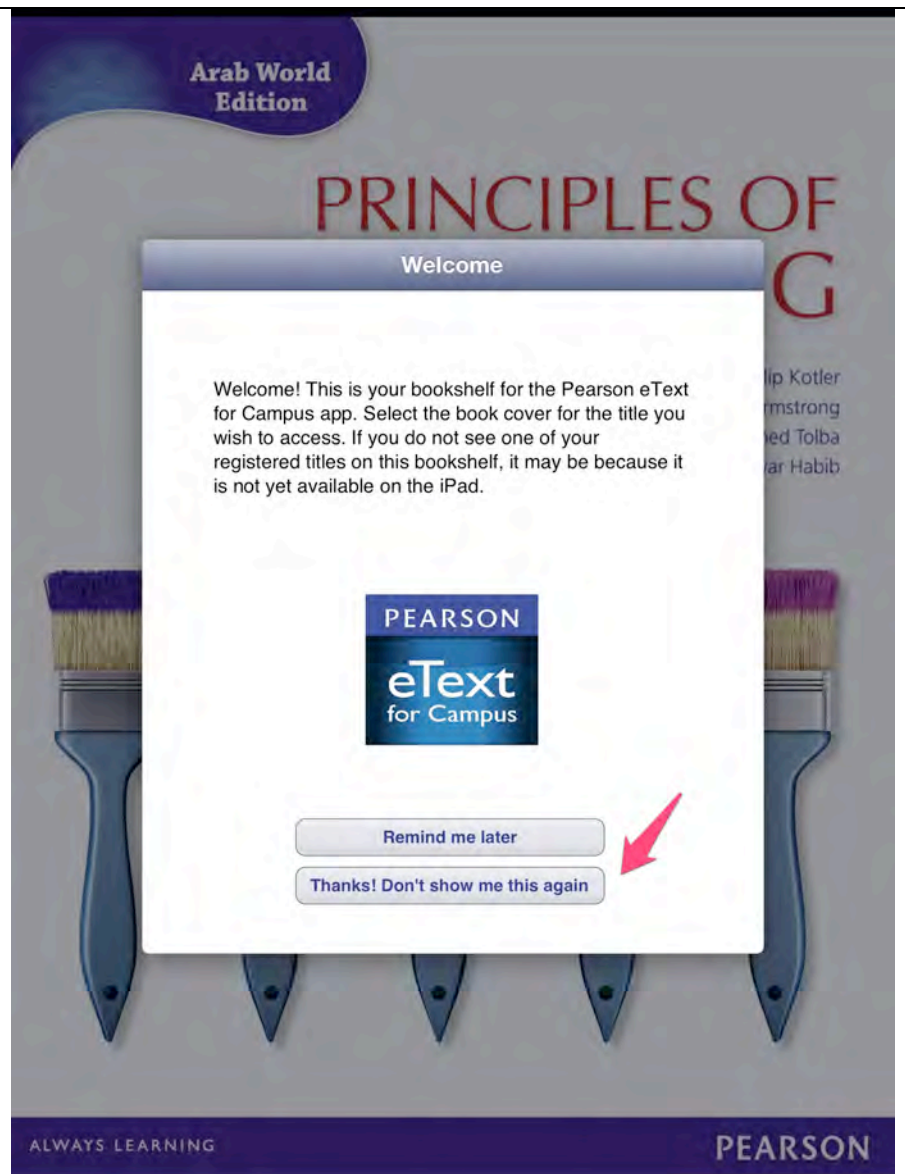 Arab World
Edition
PRINCIPLES OF
G
Welcome
Welcome! This is your bookshelf for the Pearson eText
for Campus app. Select the book cover for the title you
wish to access. If you do not see one of your
registered titles on this bookshelf, it may be because it
is not yet available on the iPad.
Kotler
Tolba
Habib
PEARSON
eText
for Campus
Remind me later
Thanks! Don't show me this again
ALWAYS LEARNING
PEARSON